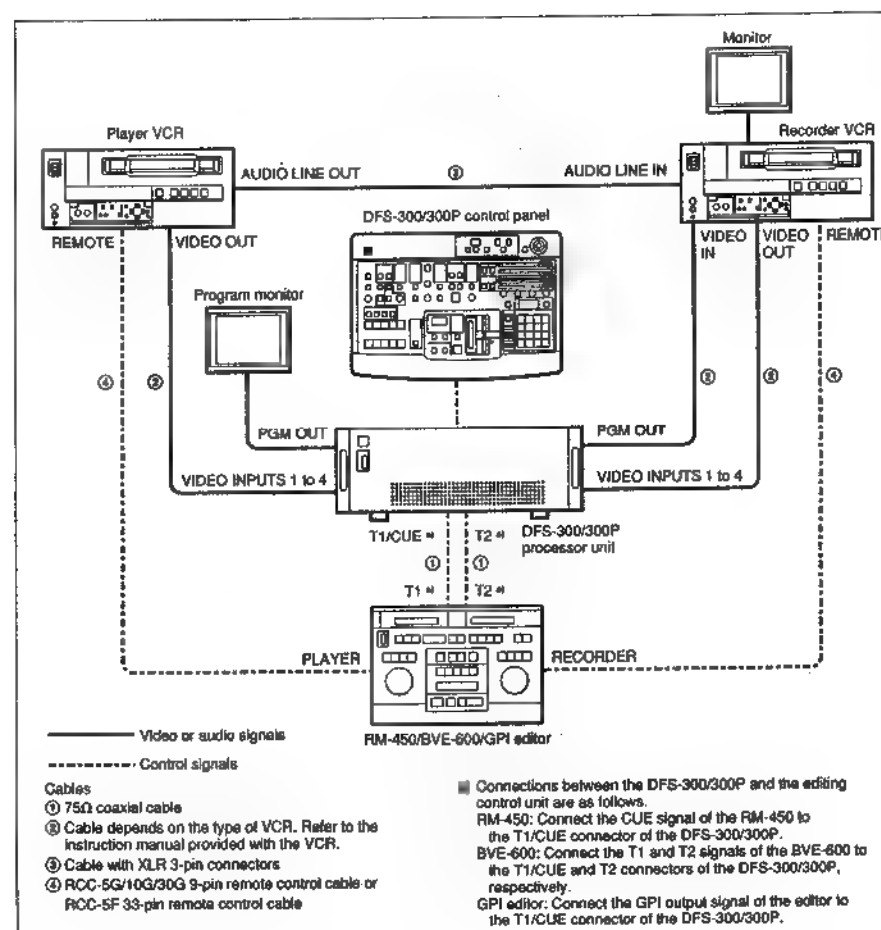 Monitor
Player VCR
Recorder VCR
AUDIO LINE OUT
③
AUDIO LINE IN
DFS-300/300P control panel
REMOTE
VIDEO OUT
VIDEO IN
VIDEO OUT
REMOTE
Program monitor
④
②
②
②
④
PGM OUT
PGM OUT
VIDEO INPUTS 1 to 4
VIDEO INPUTS 1 to 4
T1/CUE
T2
DFS-300/300P
processor unit
①
①
T1
T2
PLAYER
RECORDER
RM-450/BVE-600/GPI editor
Video or audio signals
Control signals
Cables
① 75Ω coaxial cable
② Cable depends on the type of VCR. Refer to the
instruction manual provided with the VCR.
③ Cable with XLR 3-pin connectors
④ RCC-5G/10G/30G 9-pin remote control cable or
RCC-5F 33-pin remote control cable
Connections between the DFS-300/300P and the editing
control unit are as follows.
RM-450: Connect the CUE signal of the RM-450 to
the T1/CUE connector of the DFS-300/300P.
BVE-600: Connect the T1 and T2 signals of the BVE-600 to
the T1/CUE and T2 connectors of the DFS-300/300P,
respectively.
GPI editor: Connect the GPI output signal of the editor to
the T1/CUE connector of the DFS-300/300P.